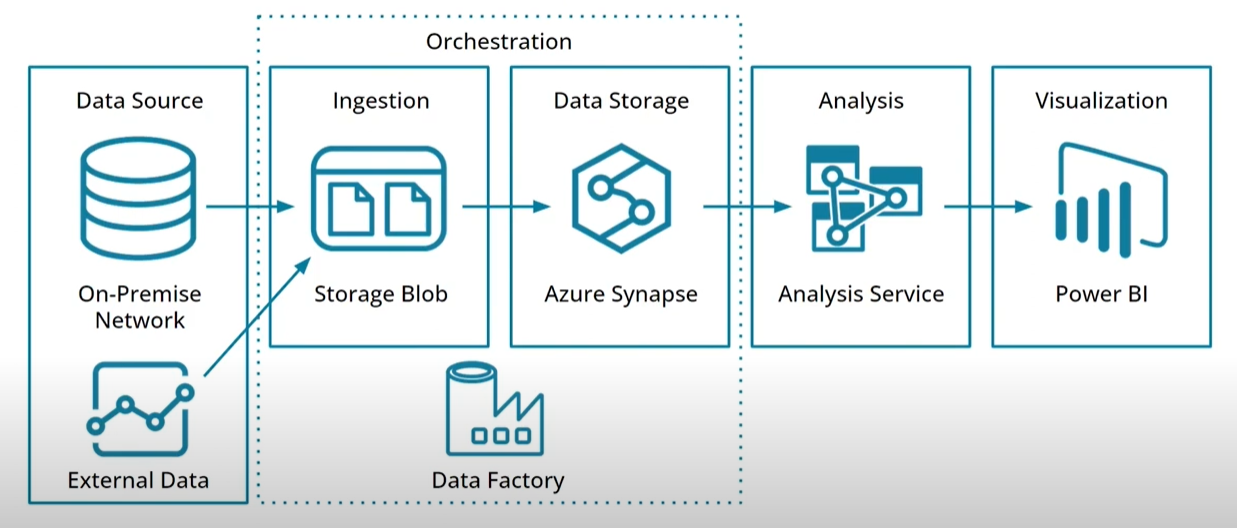 Orchestration
Data Source
Ingestion
Data Storage
Analysis
Visualization
On-Premise
Network
Storage Blob
Azure Synapse
Analysis Service
Power BI
External Data
Data Factory